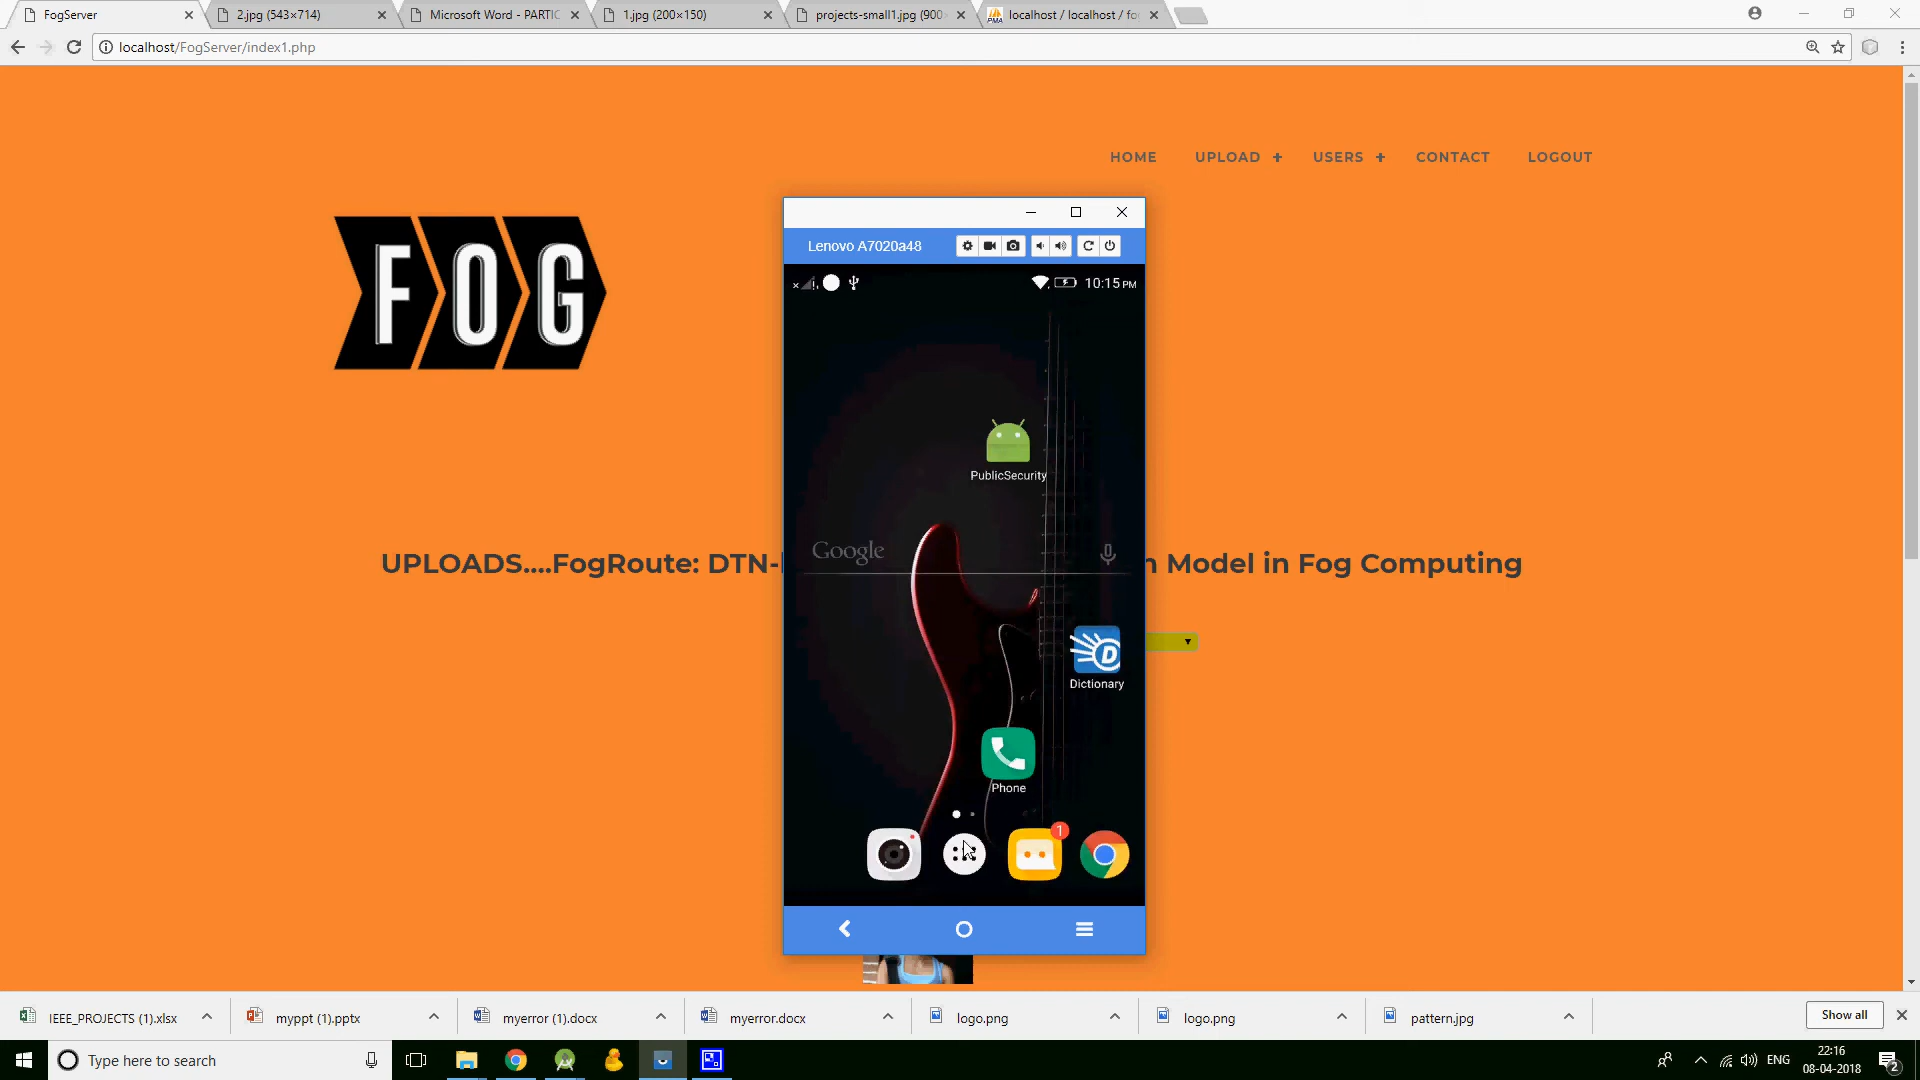 FogServer
2.jpg (543×714)
Microsoft Word - PARTIC
1.jpg (200×150)
projects-small1.jpg (900×
localhost / localhost / fo
localhost/FogServer/index1.php
HOME
UPLOAD +
USERS +
CONTACT
LOGOUT
FOG
Lenovo A7020a48
10:15 PM
PublicSecurity
Google
UPLOADS....FogRoute: DTN-
n Model in Fog Computing
Dictionary
Phone
1
IEEE_PROJECTS (1).xlsx
myppt (1).pptx
myerror (1).docx
myerror.docx
logo.png
logo.png
pattern.jpg
Show all
Type here to search
ENG
22:16
08-04-2018
2